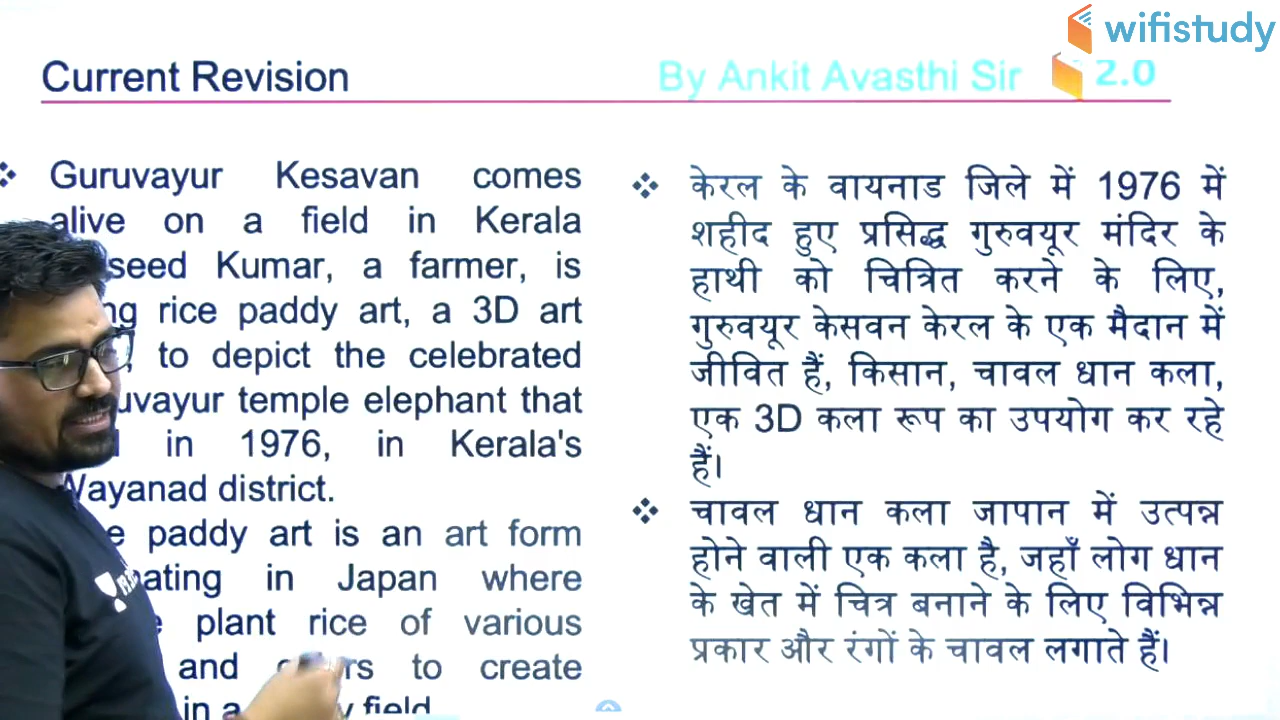 wifistudy
2.0
Current Revision
By Ankit Avasthi Sir
Guruvayur Kesavan comes
alive on a field in Kerala
seed Kumar, a farmer, is
rice paddy art, a 3D art
to depict the celebrated
temple elephant that
in 1976, in Kerala's
Wayanad district.
paddy art is an art form
in Japan where
plant rice of various
and to create
in a field.
केरल के वायनाड जिले में 1976 में
शहीद हुए प्रसिद्ध गुरुवयूर मंदिर के
हाथी को चित्रित करने के लिए,
गुरुवयूर केसवन केरल के एक मैदान में
जीवित हैं, किसान, चावल धान कला,
एक 3D कला रूप का उपयोग कर रहे
हैं।
चावल धान कला जापान में उत्पन्न
होने वाली एक कला है, जहाँ लोग धान
के खेत में चित्र बनाने के लिए विभिन्न
प्रकार और रंगों के चावल लगाते हैं।